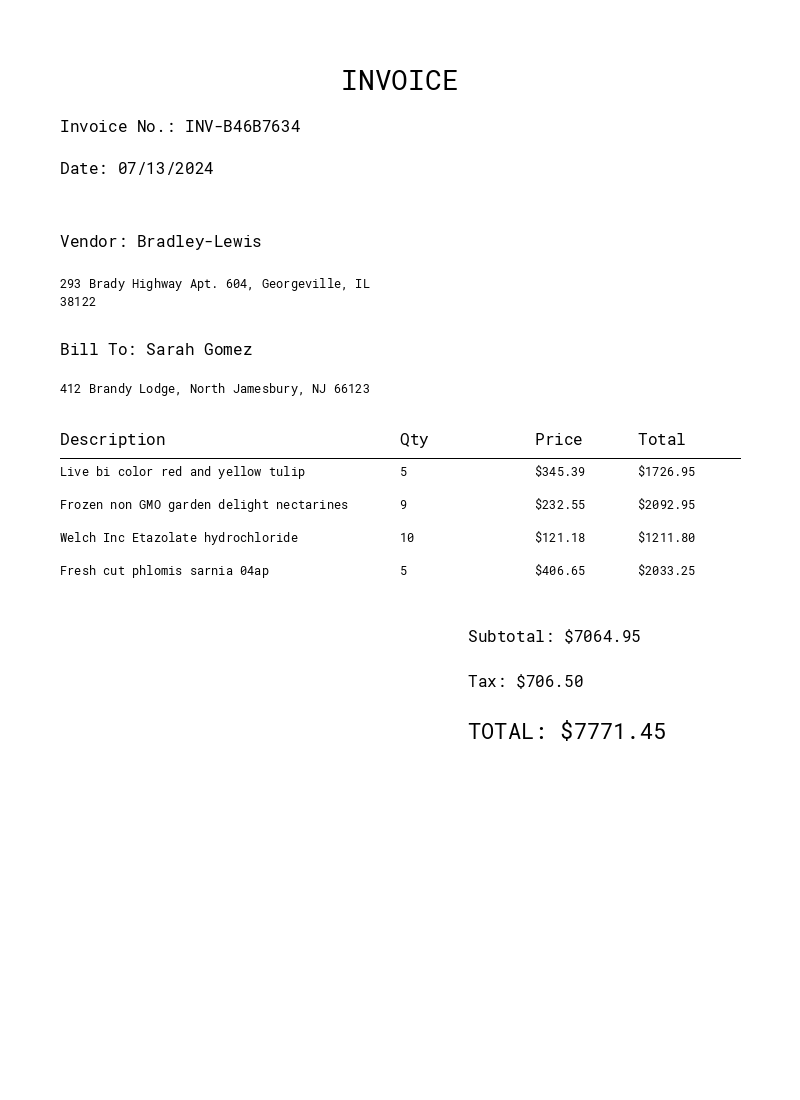 INVOICE
Invoice No.: INV-B46B7634
Date: 07/13/2024
Vendor: Bradley-Lewis
293 Brady Highway Apt. 604, Georgeville, IL
38122
Bill To: Sarah Gomez
412 Brandy Lodge, North Jamesbury, NJ 66123
Description Qty Price Total
Live bi color red and yellow tulip 5 $345.39 $1726.95
Frozen non GMO garden delight nectarines 9 $232.55 $2092.95
Welch Inc Etazolate hydrochloride 10 $121.18 $1211.80
Fresh cut phlomis sarnia 04ap 5 $406.65 $2033.25
Subtotal: $7064.95
Tax: $706.50
TOTAL: $7771.45